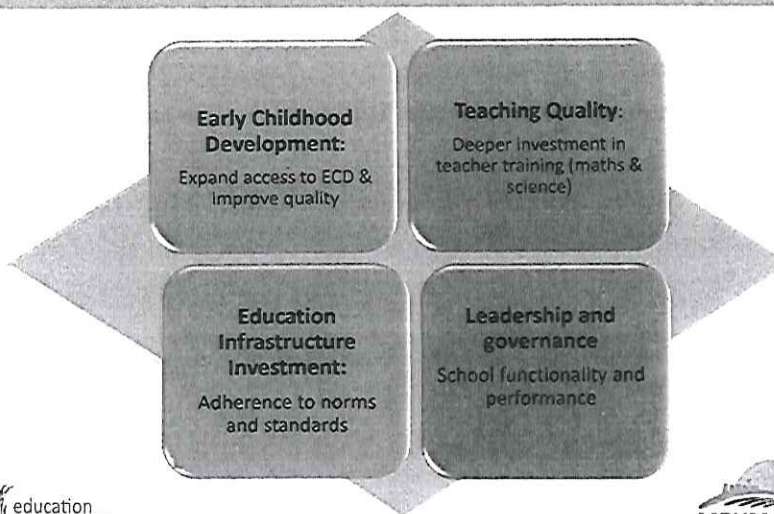 Early Childhood
Development:
Expand access to ECD &
improve quality
Teaching Quality:
Deeper investment in
teacher training (maths &
science)
Education
Infrastructure
Investment:
Adherence to norms
and standards
Leadership and
governance
School functionality and
performance
education